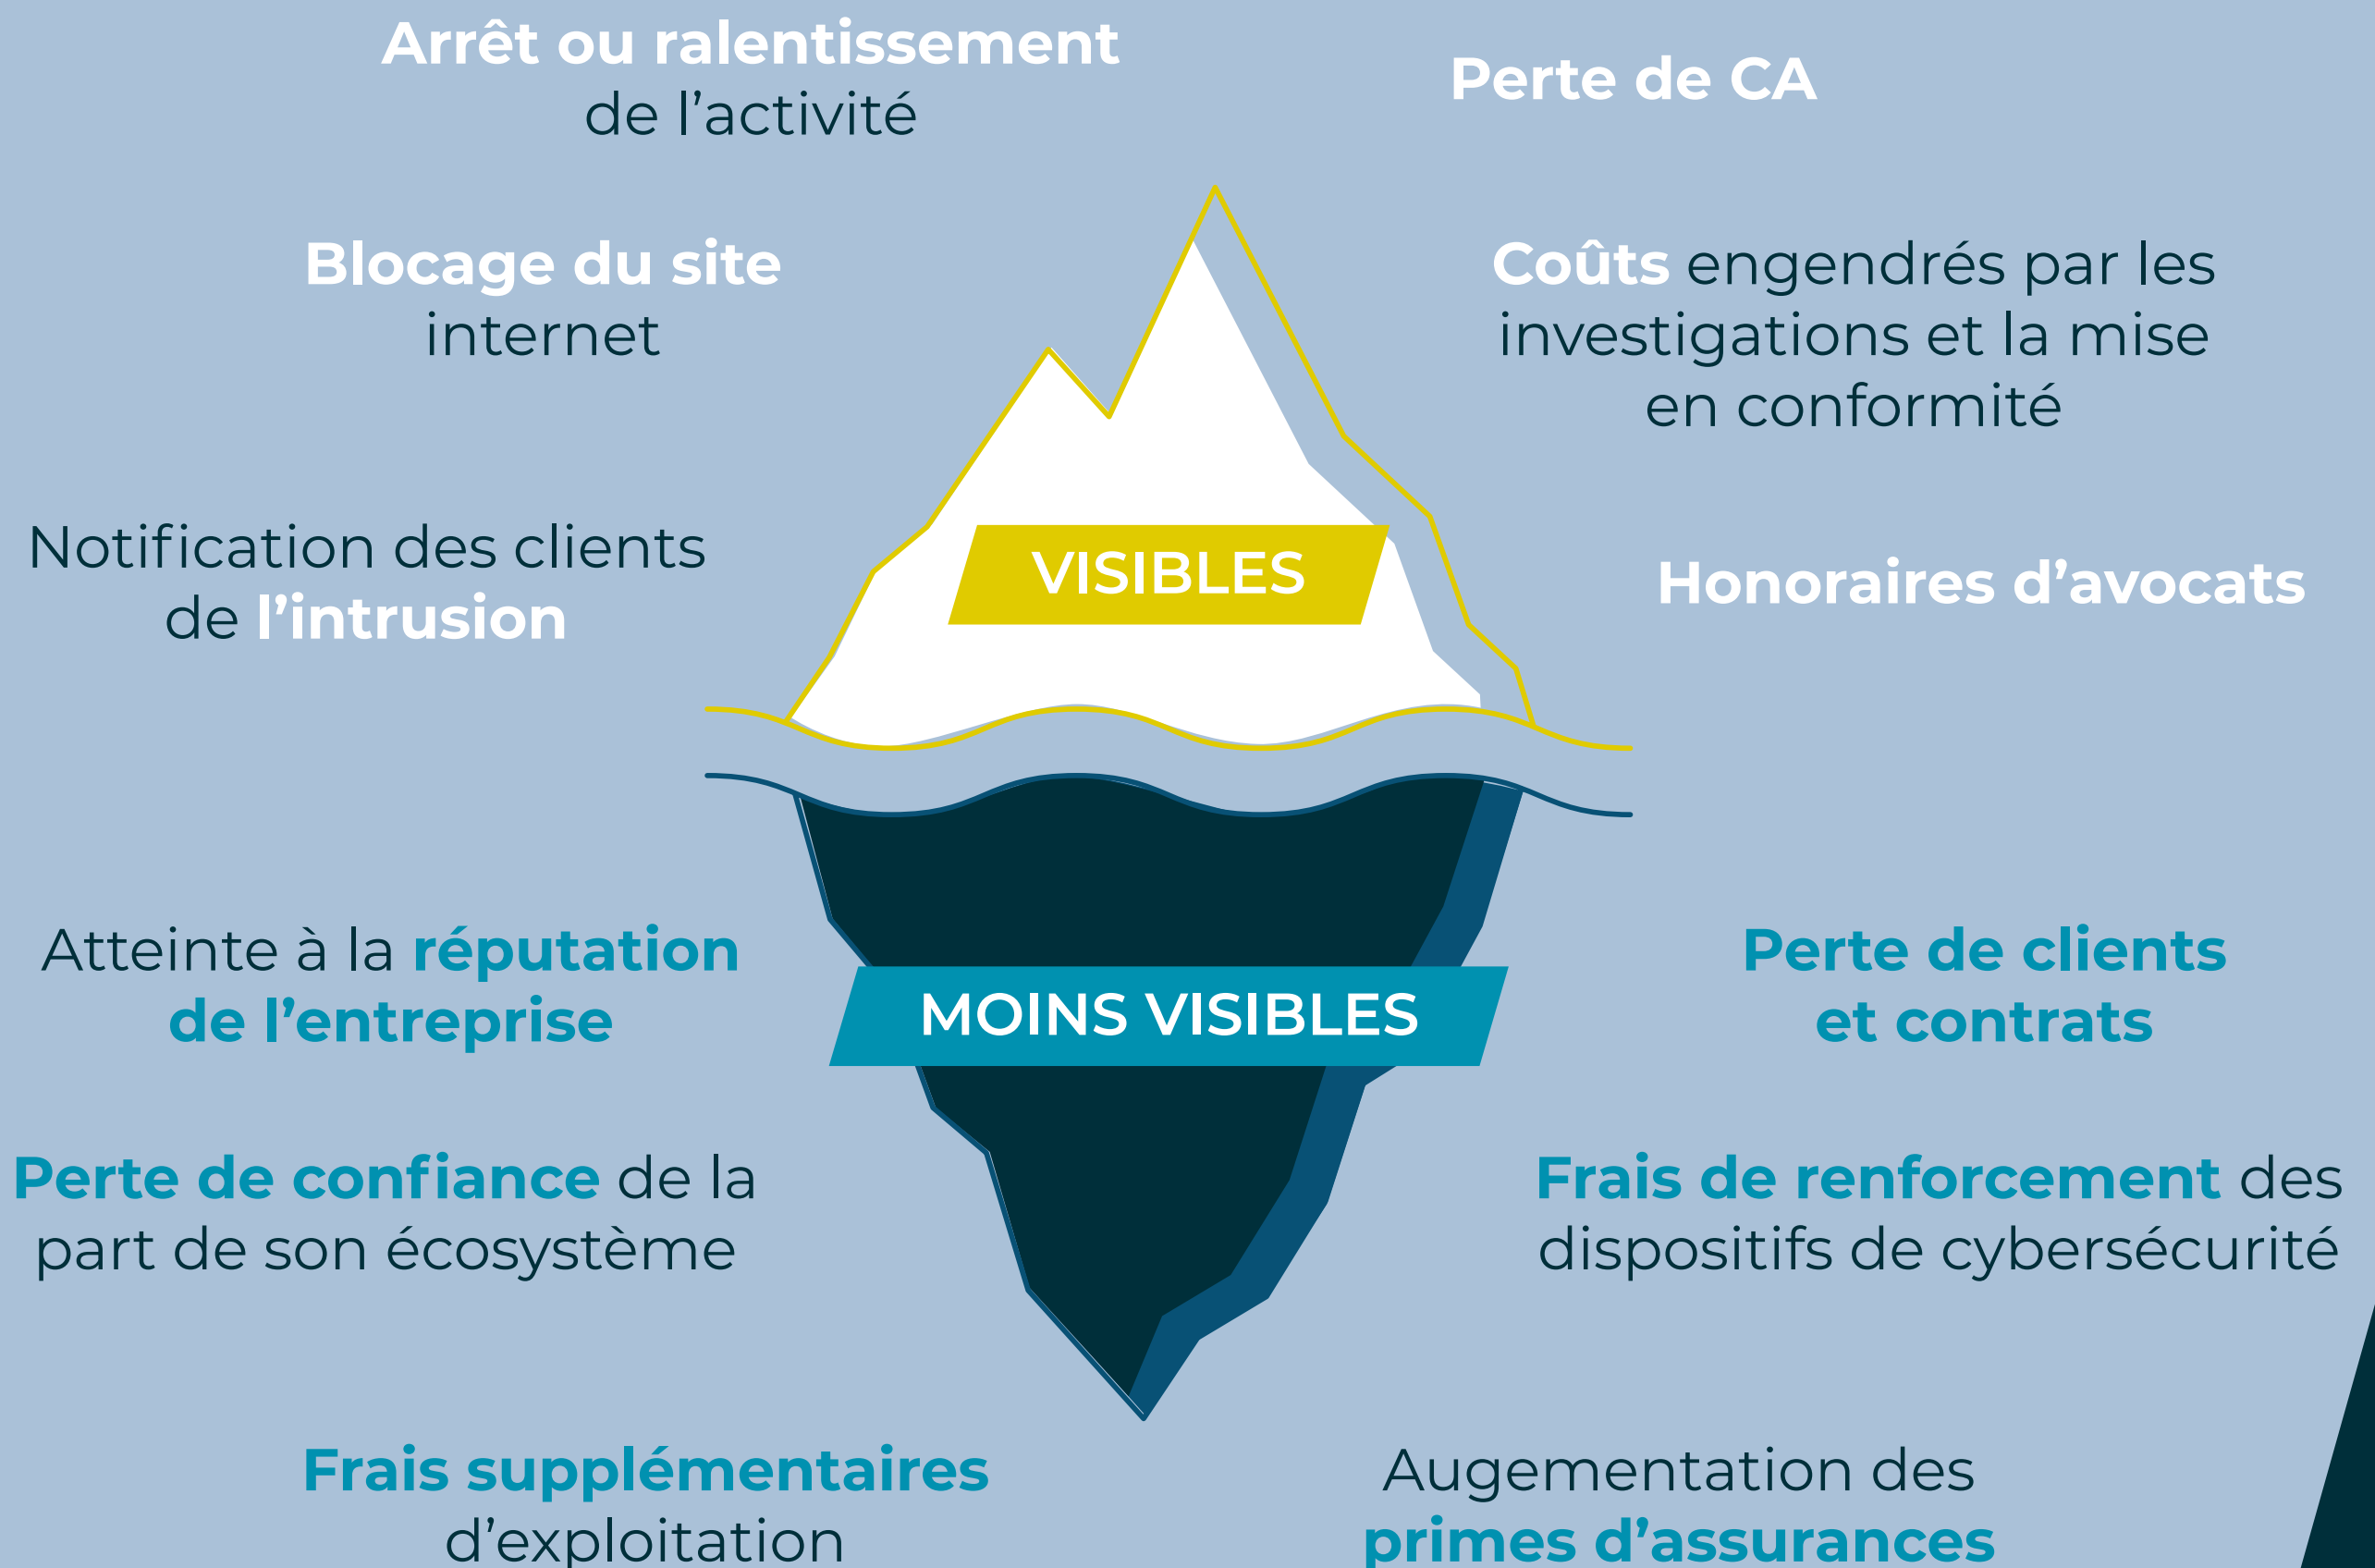 Arrêt ou ralentissement
de l’activité
Perte de CA
Blocage du site
internet
Coûts engendrés par les
investigations et la mise
en conformité
Notification des clients
de l’intrusion
VISIBLES
Honoraires d’avocats
Atteinte à la réputation
de l’entreprise
MOINS VISIBLES
Perte de clients
et contrats
Perte de confiance de la
part de son écosystème
Frais de renforcement des
dispositifs de cybersécurité
Frais supplémentaires
d’exploitation
Augementation des
primes d’assurances